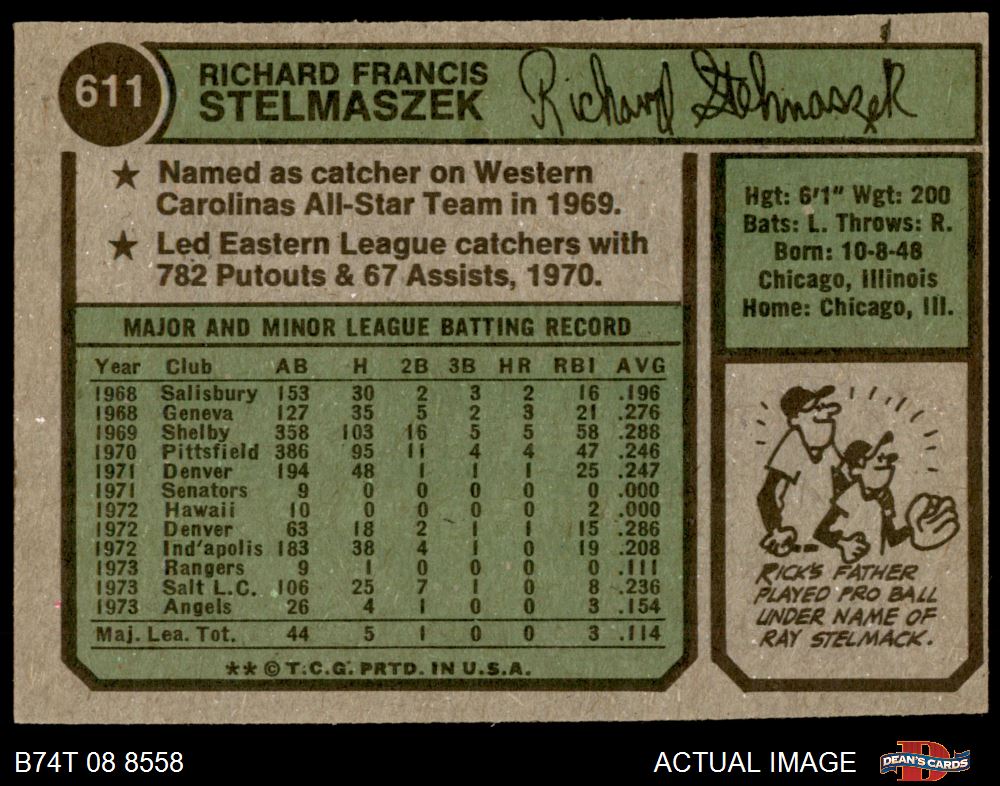 611
RICHARD FRANCIS
STELMASZEK
Richard Stelmaszek
★ Named as catcher on Western
Carolinas All-Star Team in 1969.
★ Led Eastern League catchers with
782 Putouts & 67 Assists, 1970.
Hgt: 6'1" Wgt: 200
Bats: L. Throws: R.
Born: 10-8-48
Chicago, Illinois
Home: Chicago, Ill.
MAJOR AND MINOR LEAGUE BATTING RECORD
Year Club AB H 2B 3B HR RBI AVG
1968 Salisbury 153 30 2 3 2 16 .196
1968 Geneva 127 35 5 2 3 21 .276
1969 Shelby 358 103 16 5 5 58 .288
1970 Pittsfield 386 95 11 4 4 47 .246
1971 Denver 194 48 1 1 1 25 .247
1971 Senators 9 0 0 0 0 0 .000
1972 Hawaii 10 0 0 0 0 2 .000
1972 Denver 63 18 2 1 1 15 .286
1972 Ind'apolis 183 38 4 1 0 19 .208
1973 Rangers 9 1 0 0 0 0 .111
1973 Salt L.C. 106 25 7 1 0 8 .236
1973 Angels 26 4 1 0 0 3 .154
Maj. Lea. Tot. 44 5 1 0 0 3 .114
** © T.C.G. PRTD. IN U.S.A.
RICK'S FATHER
PLAYED PRO BALL
UNDER NAME OF
RAY STELMACK.
B74T 08 8558
ACTUAL IMAGE
DEAN'S CARDS